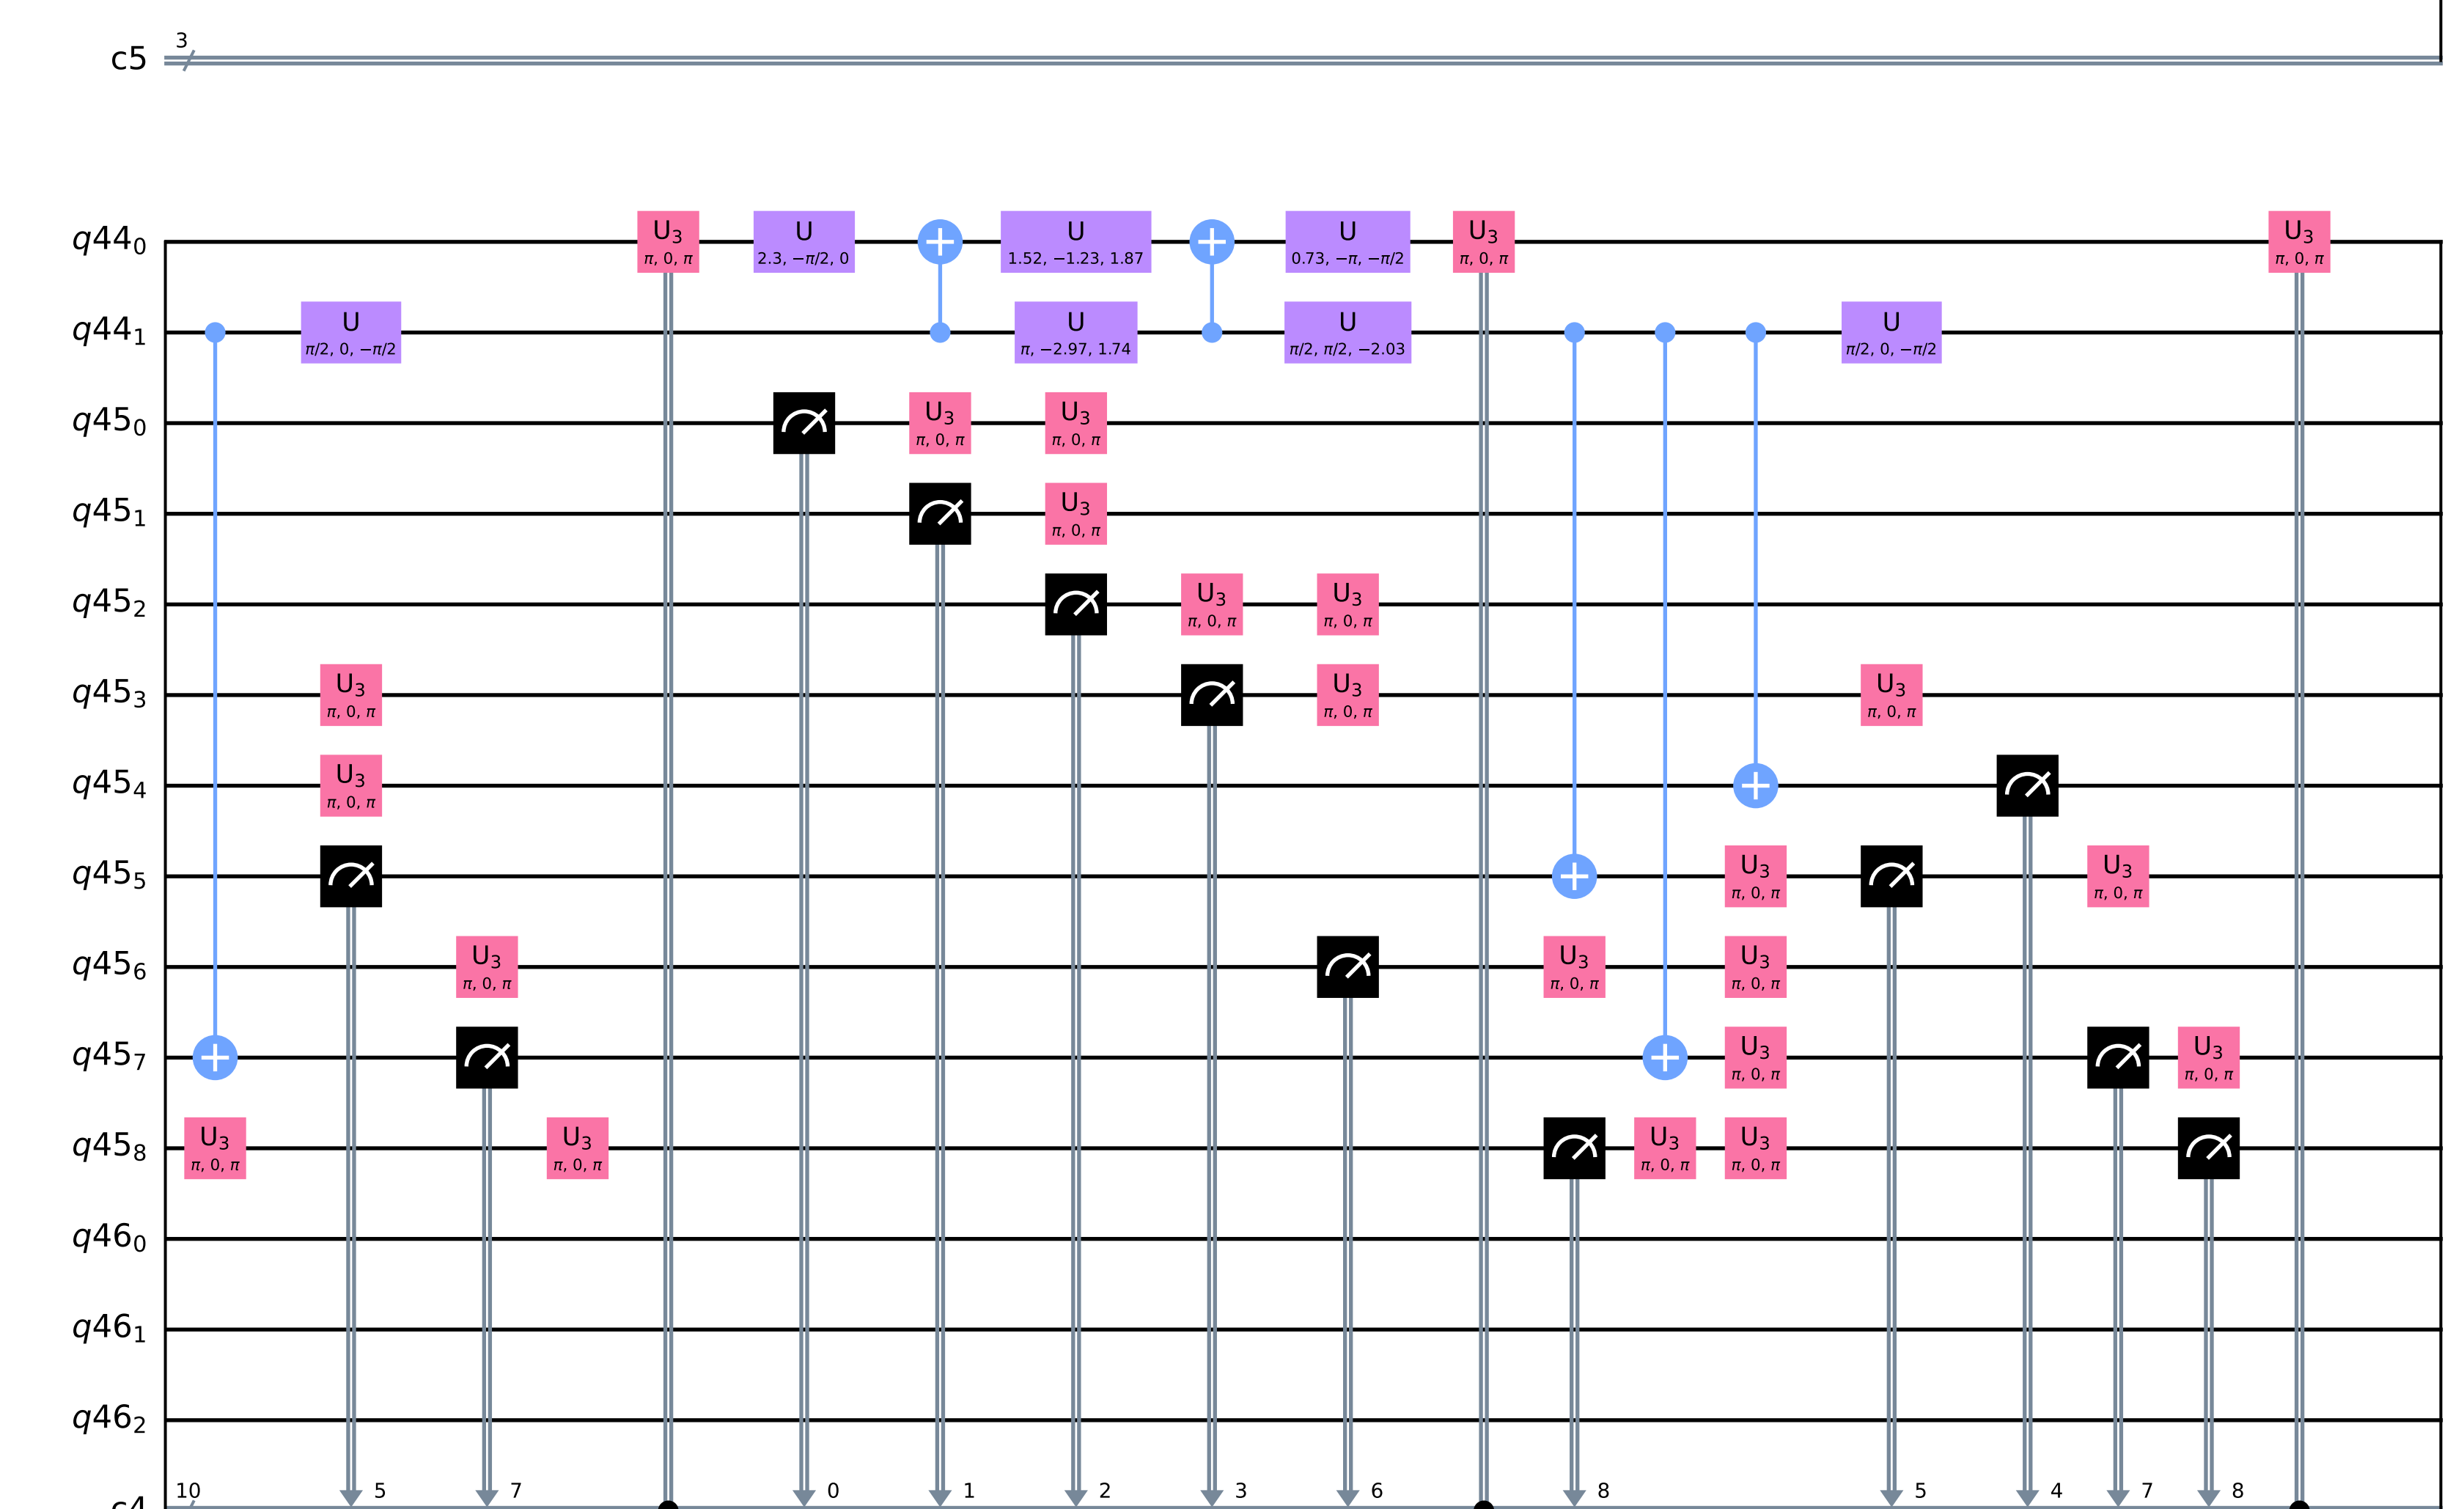 3
c5
q44₀ U₃ U U U U₃ U₃
π, 0, π 2.3, −π/2, 0 1.52, −1.23, 1.87 0.73, −π, −π/2 π, 0, π π, 0, π
q44₁ U U U U
π/2, 0, −π/2 π, −2.97, 1.74 π/2, π/2, −2.03 π/2, 0, −π/2
q45₀ U₃ U₃
π, 0, π π, 0, π
q45₁ U₃
π, 0, π
q45₂ U₃ U₃
π, 0, π π, 0, π
q45₃ U₃ U₃ U₃
π, 0, π π, 0, π π, 0, π
q45₄ U₃
π, 0, π
q45₅ U₃ U₃
π, 0, π π, 0, π
q45₆ U₃ U₃ U₃
π, 0, π π, 0, π π, 0, π
q45₇ U₃ U₃
π, 0, π π, 0, π
q45₈ U₃ U₃ U₃ U₃
π, 0, π π, 0, π π, 0, π π, 0, π
q46₀
q46₁
q46₂
10 5 7 0 1 2 3 6 8 5 4 7 8